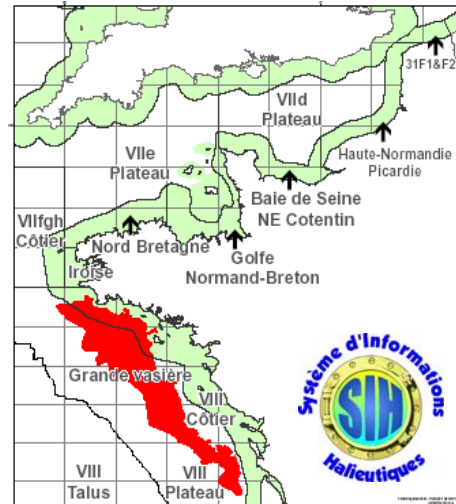 31F1&F2
VIId
Plateau
Haute-Normandie
Picardie
VIIe
Plateau
Baie de Seine
NE Cotentin
VIIfgh
Côtier
Nord Bretagne
Golfe
Normand-Breton
Iroise
Grande vasière
VIII
Côtier
VIII
Talus
VIII
Plateau
Système d'Informations
SIH
Halieutiques